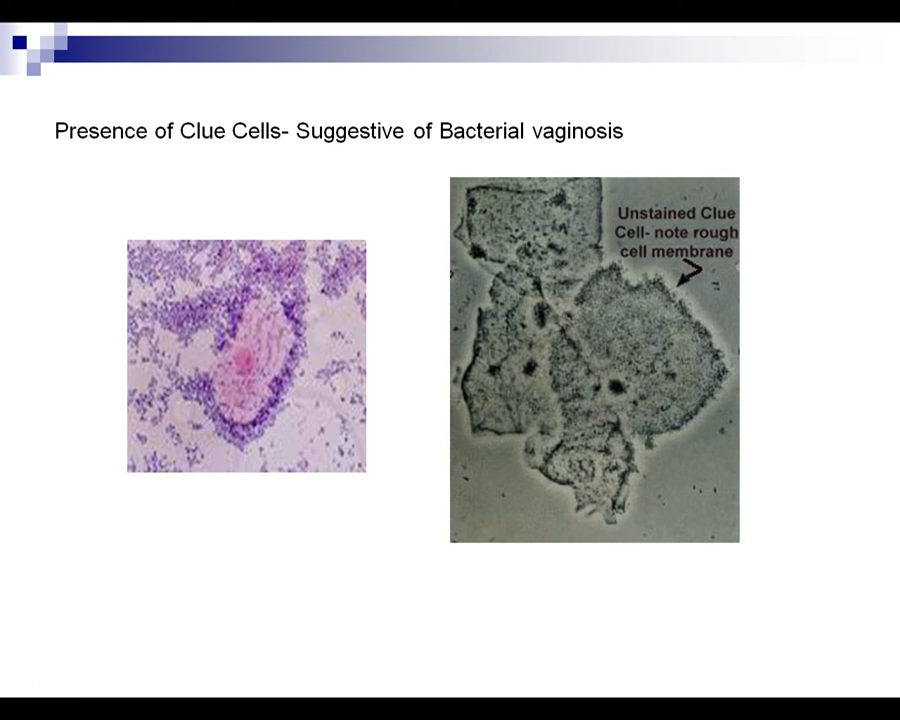 Presence of Clue Cells- Suggestive of Bacterial vaginosis
Unstained Clue
Cell- note rough
cell membrane